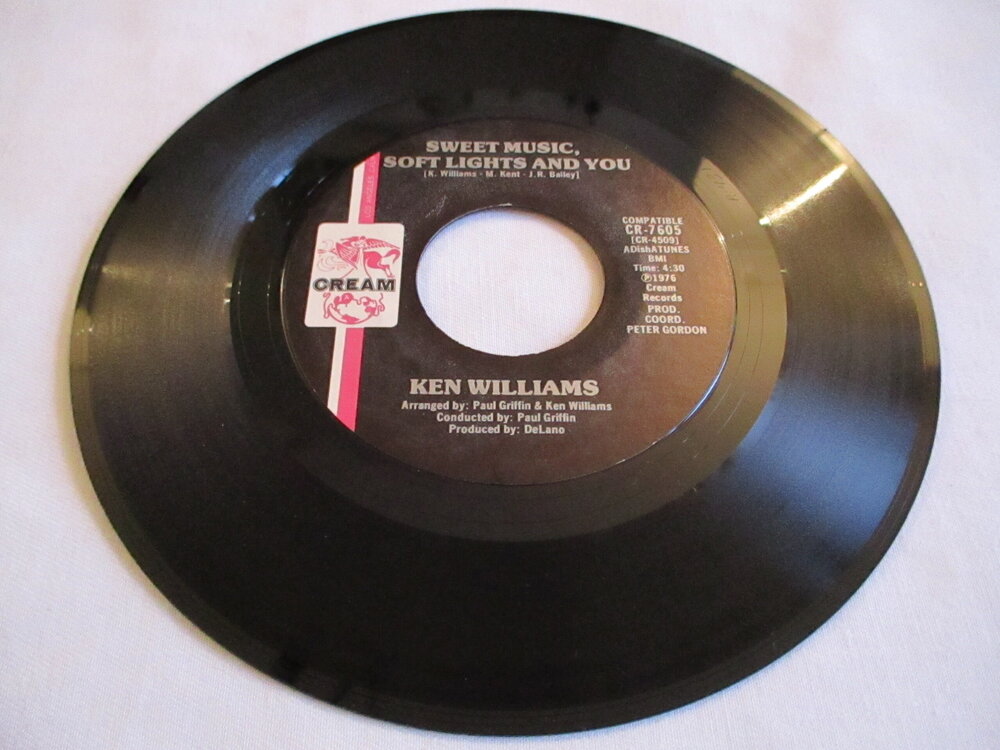 SWEET MUSIC,
SOFT LIGHTS AND YOU
[K. Williams - M. Kent - J.R. Bailey]
COMPATIBLE
CR-7605
[CR-4509]
ADishATUNES
BMI
Time: 4:30
Ⓟ1976
Cream
Records
PROD.
COORD.
PETER GORDON
CREAM
KEN WILLIAMS
Arranged by: Paul Griffin & Ken Williams
Conducted by: Paul Griffin
Produced by: DeLano